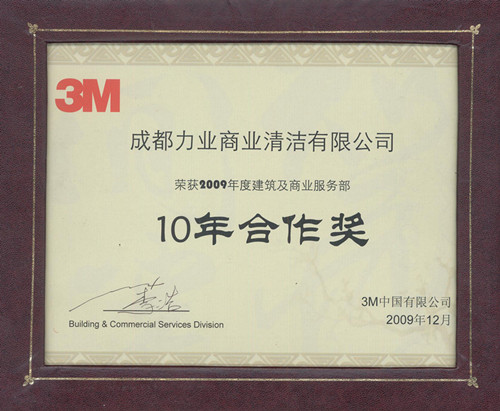 3M
成都力业商业清洁有限公司
荣获2009年度建筑及商业服务部
10年合作奖
Building & Commercial Services Division
3M中国有限公司
2009年12月